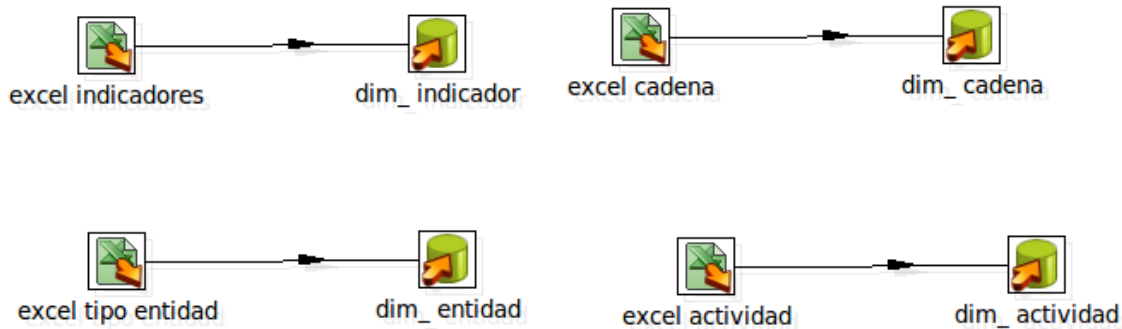 excel indicadores
dim_ indicador
excel cadena
dim_ cadena
excel tipo entidad
dim_ entidad
excel actividad
dim_ actividad